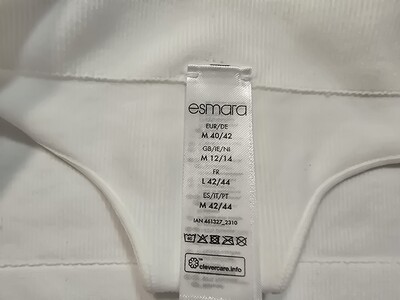 esmara
EUR/DE
M 40/42
GB/IE/NI
M 12/14
FR
L 42/44
ES/IT/PT
M 42/44
IAN 461327_2310
clevercare.info